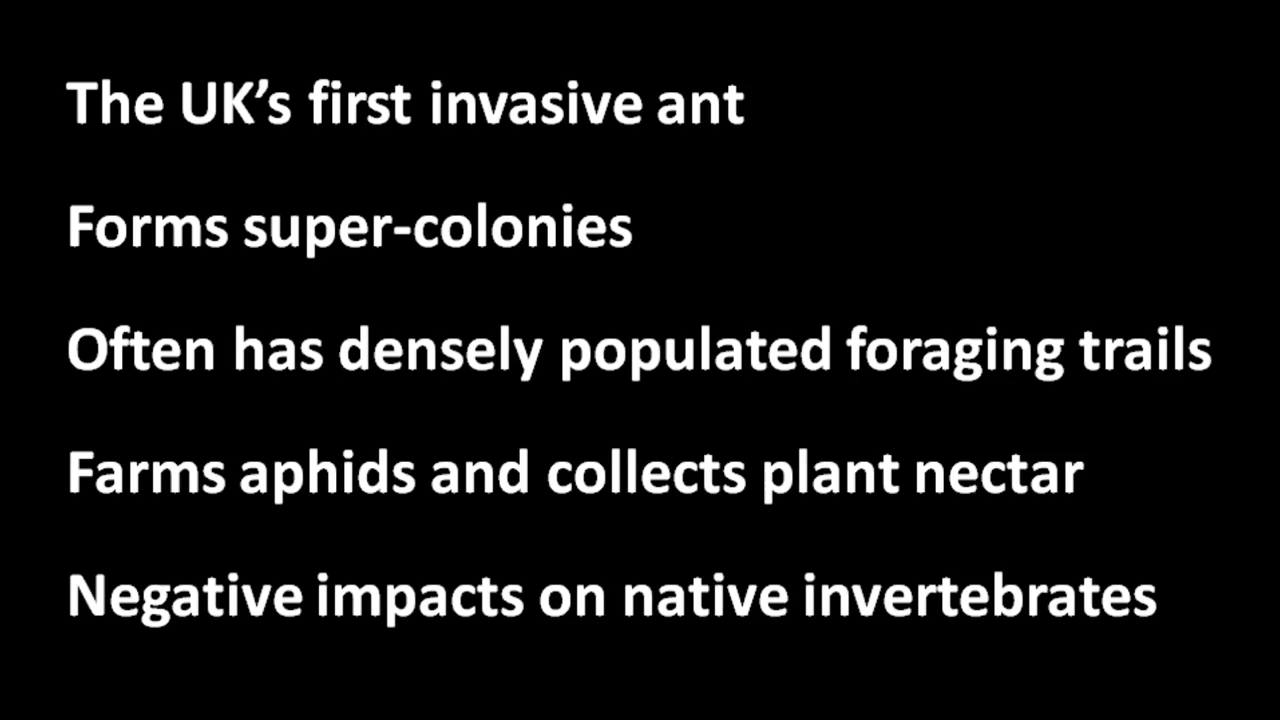 The UK’s first invasive ant
Forms super-colonies
Often has densely populated foraging trails
Farms aphids and collects plant nectar
Negative impacts on native invertebrates